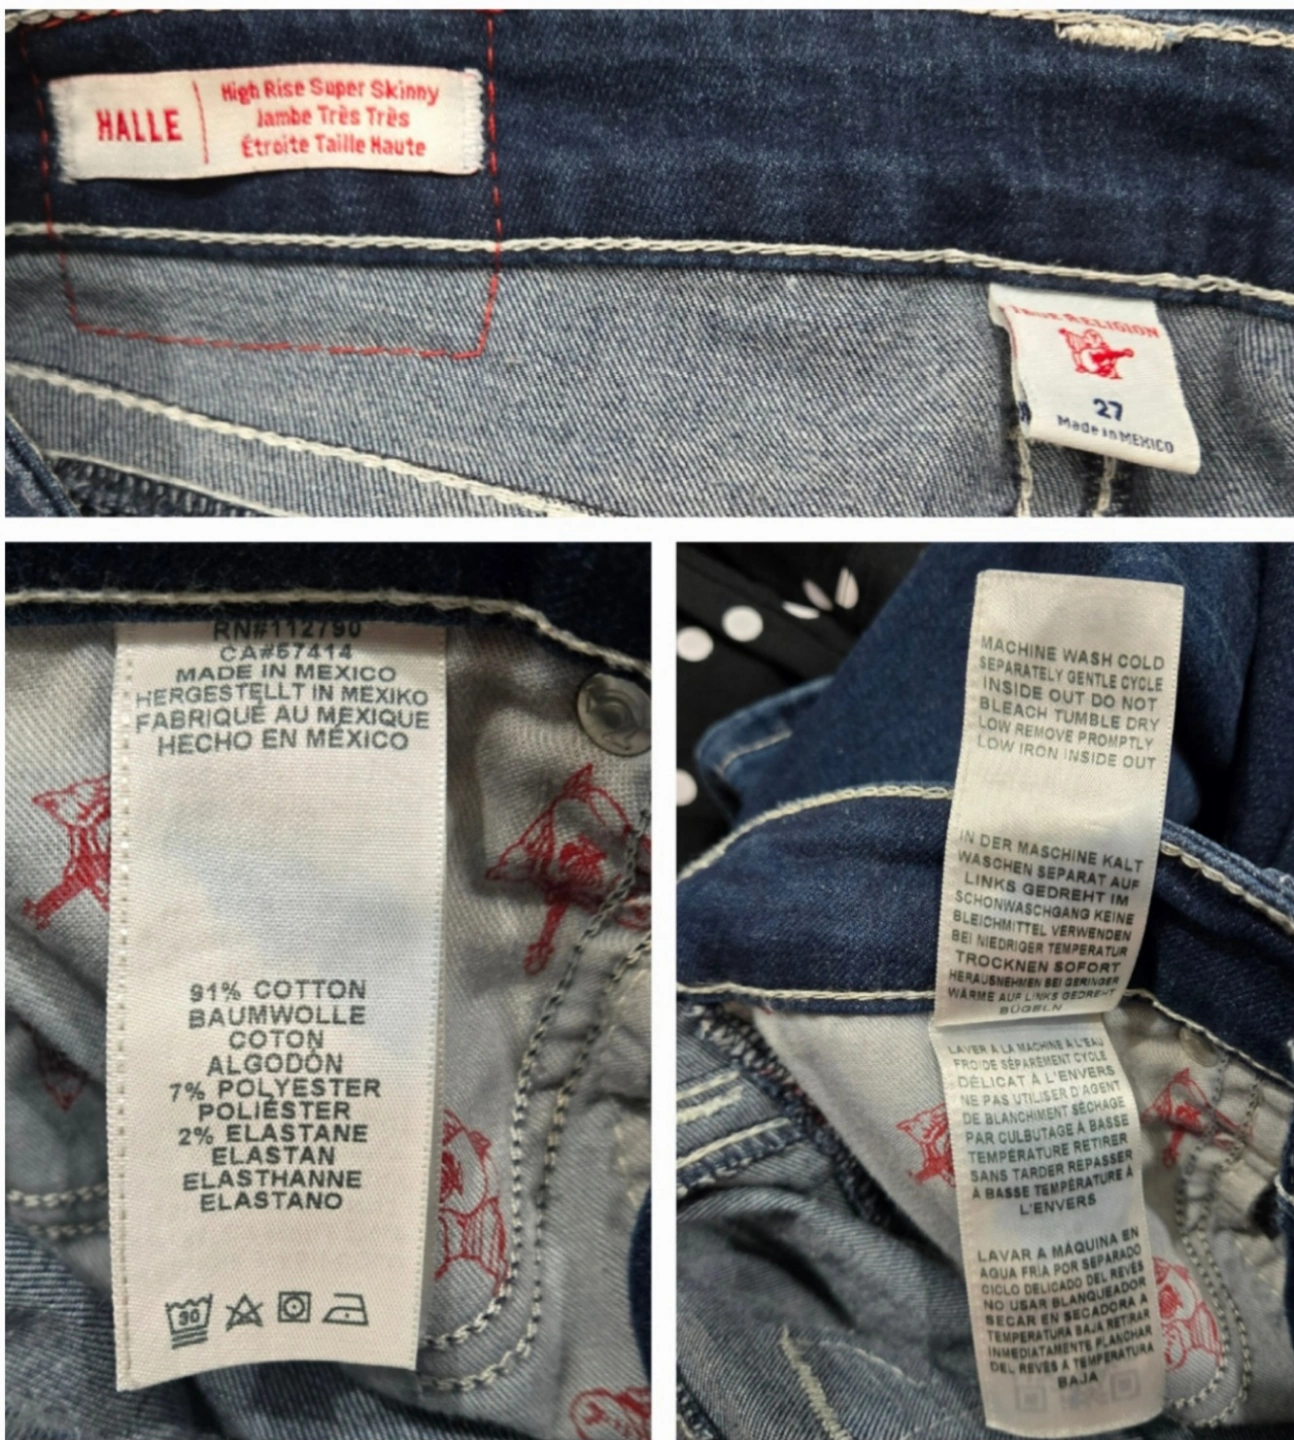 HALLE
High Rise Super Skinny
Jambe Très Très
Étroite Taille Haute
TRUE RELIGION
27
Made in MEXICO
RN#112790
CA#57414
MADE IN MEXICO
HERGESTELLT IN MEXIKO
FABRIQUÉ AU MEXIQUE
HECHO EN MÉXICO
91% COTTON
BAUMWOLLE
COTON
ALGODÓN
7% POLYESTER
POLIÉSTER
2% ELASTANE
ELASTAN
ELASTHANNE
ELASTANO
30
MACHINE WASH COLD
SEPARATELY GENTLE CYCLE
INSIDE OUT DO NOT
BLEACH TUMBLE DRY
LOW REMOVE PROMPTLY
LOW IRON INSIDE OUT
IN DER MASCHINE KALT
WASCHEN SEPARAT AUF
LINKS GEDREHT IM
SCHONWASCHGANG KEINE
BLEICHMITTEL VERWENDEN
BEI NIEDRIGER TEMPERATUR
TROCKNEN SOFORT
HERAUSNEHMEN BEI GERINGER
WÄRME AUF LINKS GEDREHT
BÜGELN
LAVER À LA MACHINE À L'EAU
FROIDE SÉPARÉMENT CYCLE
DÉLICAT À L'ENVERS
NE PAS UTILISER D'AGENT
DE BLANCHIMENT SÉCHAGE
PAR CULBUTAGE À BASSE
TEMPÉRATURE RETIRER
SANS TARDER REPASSER
À BASSE TEMPÉRATURE À
L'ENVERS
LAVAR A MÁQUINA EN
AGUA FRÍA POR SEPARADO
CICLO DELICADO DEL REVÉS
NO USAR BLANQUEADOR
SECAR EN SECADORA A
TEMPERATURA BAJA RETIRAR
INMEDIATAMENTE PLANCHAR
DEL REVÉS A TEMPERATURA
BAJA